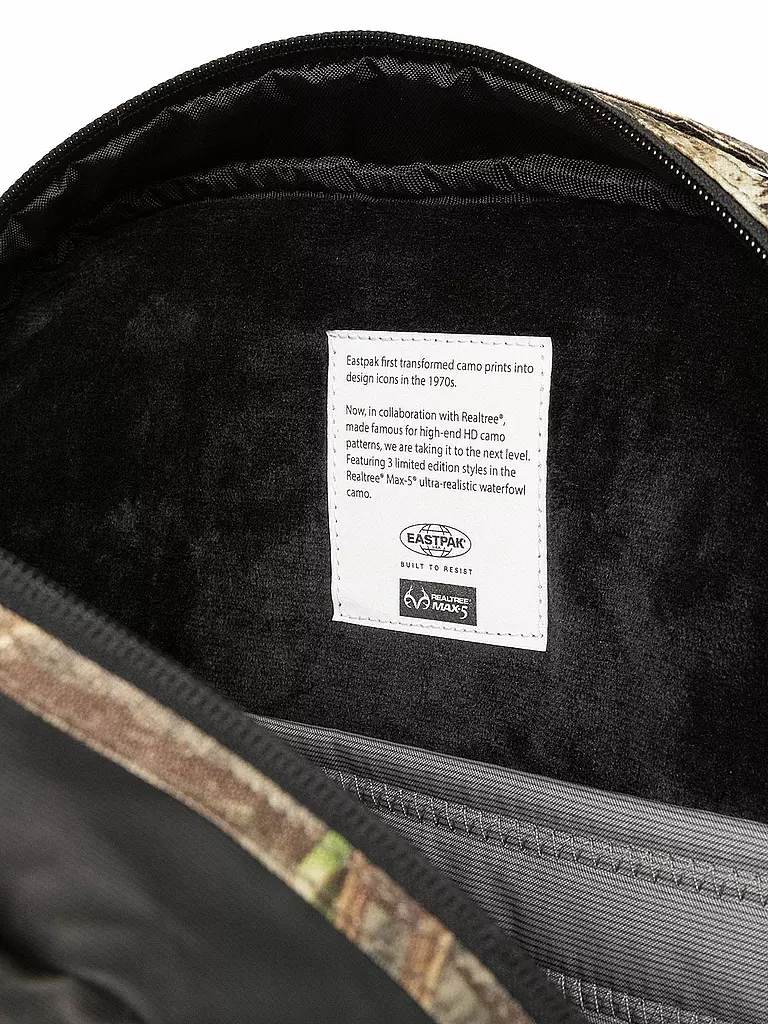 Eastpak first transformed camo prints into
design icons in the 1970s.
Now, in collaboration with Realtree®,
made famous for high-end HD camo
patterns, we are taking it to the next level.
Featuring 3 limited edition styles in the
Realtree® Max-5® ultra-realistic waterfowl
camo.
EASTPAK®
BUILT TO RESIST
REALTREE®
MAX-5®